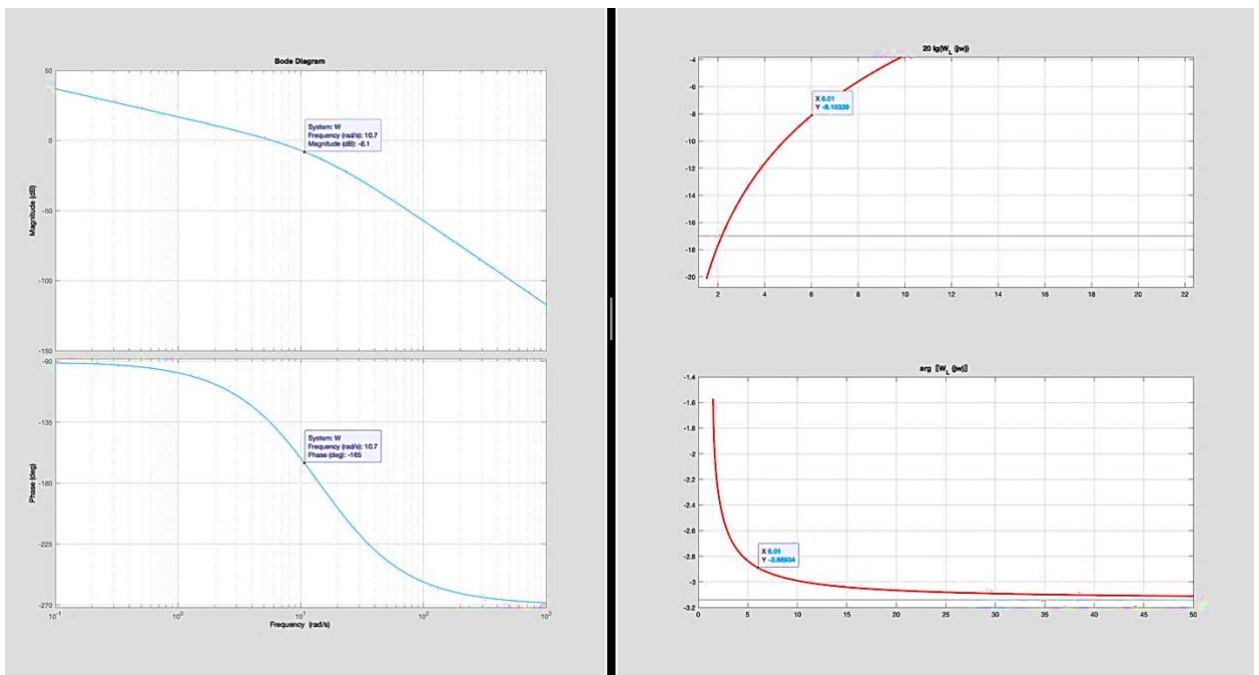 Bode Diagram
50
0
-50
-100
-150
Magnitude (dB)
System: W
Frequency (rad/s): 10.7
Magnitude (dB): -8.1
-90
-135
-180
-225
-270
Phase (deg)
System: W
Frequency (rad/s): 10.7
Phase (deg): -165
10⁻¹ 10⁰ 10¹ 10² 10³
Frequency (rad/s)
20 lg|W_L (jw)|
-4
-6
-8
-10
-12
-14
-16
-18
-20
X 6.01
Y -8.10339
2 4 6 8 10 12 14 16 18 20 22
arg [W_L (jw)]
-1.4
-1.6
-1.8
-2
-2.2
-2.4
-2.6
-2.8
-3
-3.2
X 6.01
Y -2.88934
0 5 10 15 20 25 30 35 40 45 50